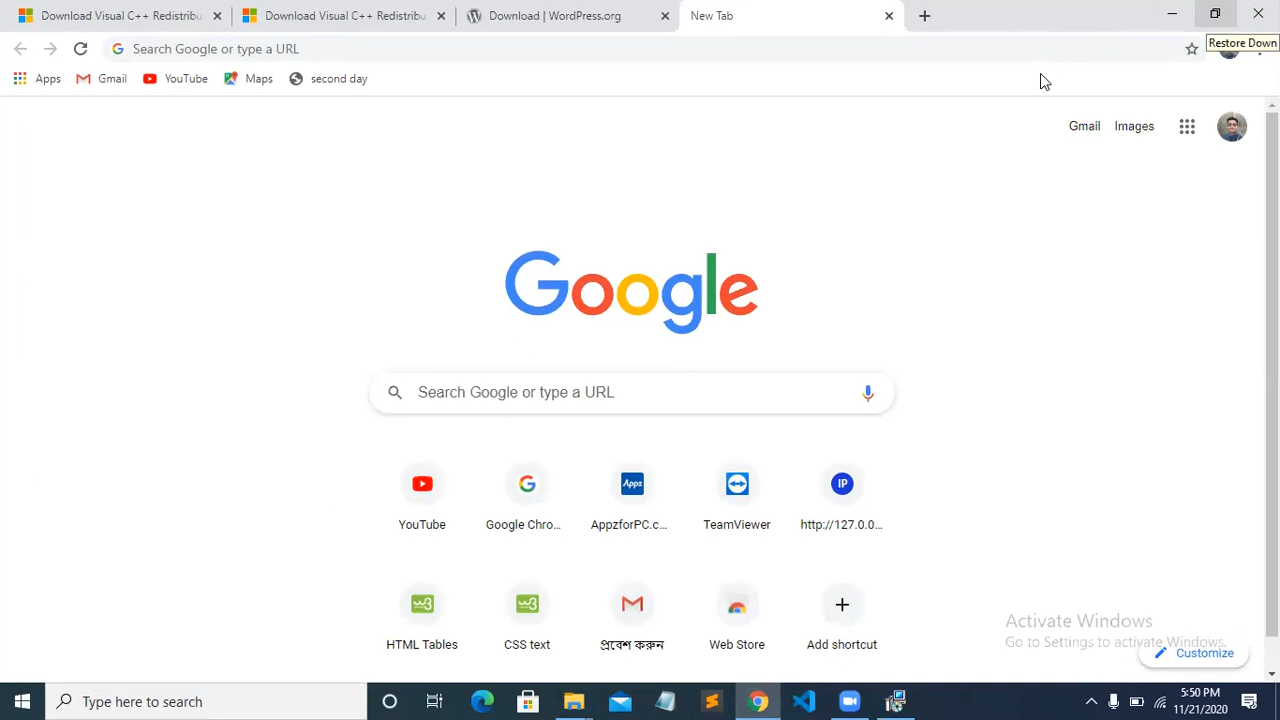 Download Visual C++ Redistribu
Download Visual C++ Redistribu
Download | WordPress.org
New Tab
Search Google or type a URL
Restore Down
Apps
Gmail
YouTube
Maps
second day
Gmail
Images
Google
Search Google or type a URL
YouTube
Google Chro...
Appz
AppzforPC.c...
TeamViewer
IP
http://127.0.0...
HTML Tables
CSS text
প্রবেশ করুন
Web Store
Add shortcut
Activate Windows
Go to Settings to activate Windows.
Customize
Type here to search
5:50 PM
11/21/2020